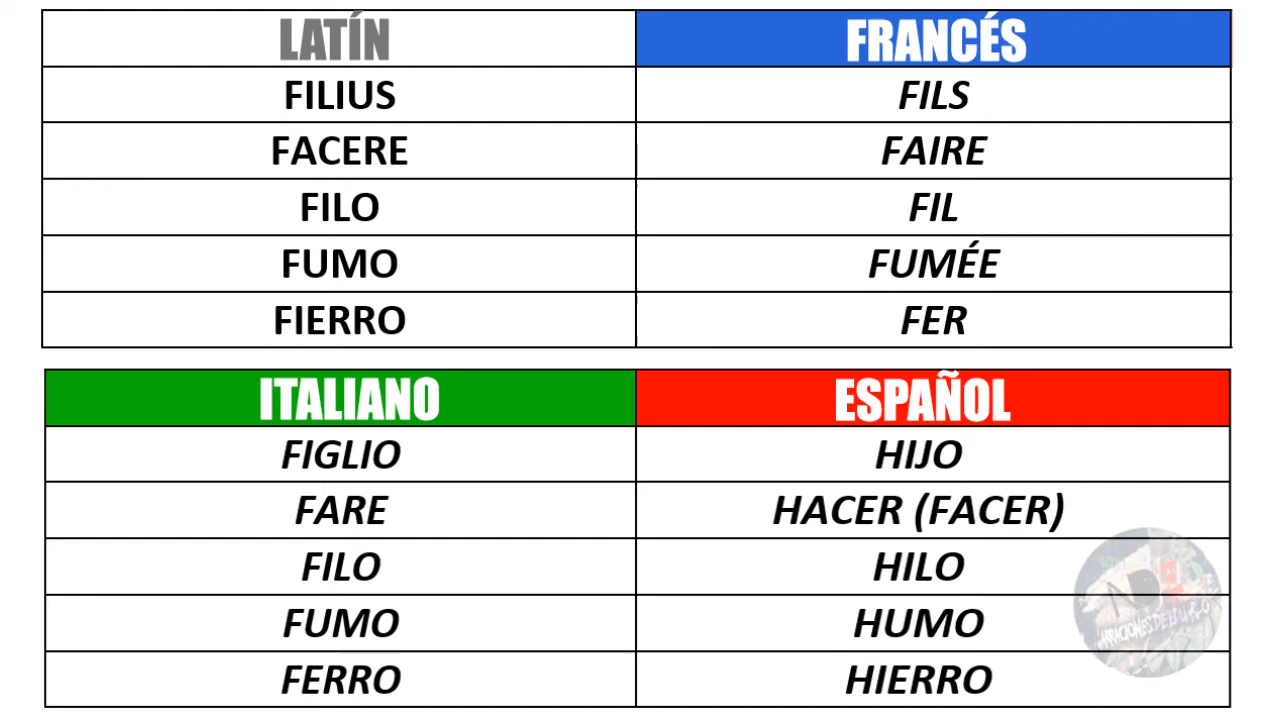 LATÍN FRANCÉS
FILIUS FILS
FACERE FAIRE
FILO FIL
FUMO FUMÉE
FIERRO FER
ITALIANO ESPAÑOL
FIGLIO HIJO
FARE HACER (FACER)
FILO HILO
FUMO HUMO
FERRO HIERRO